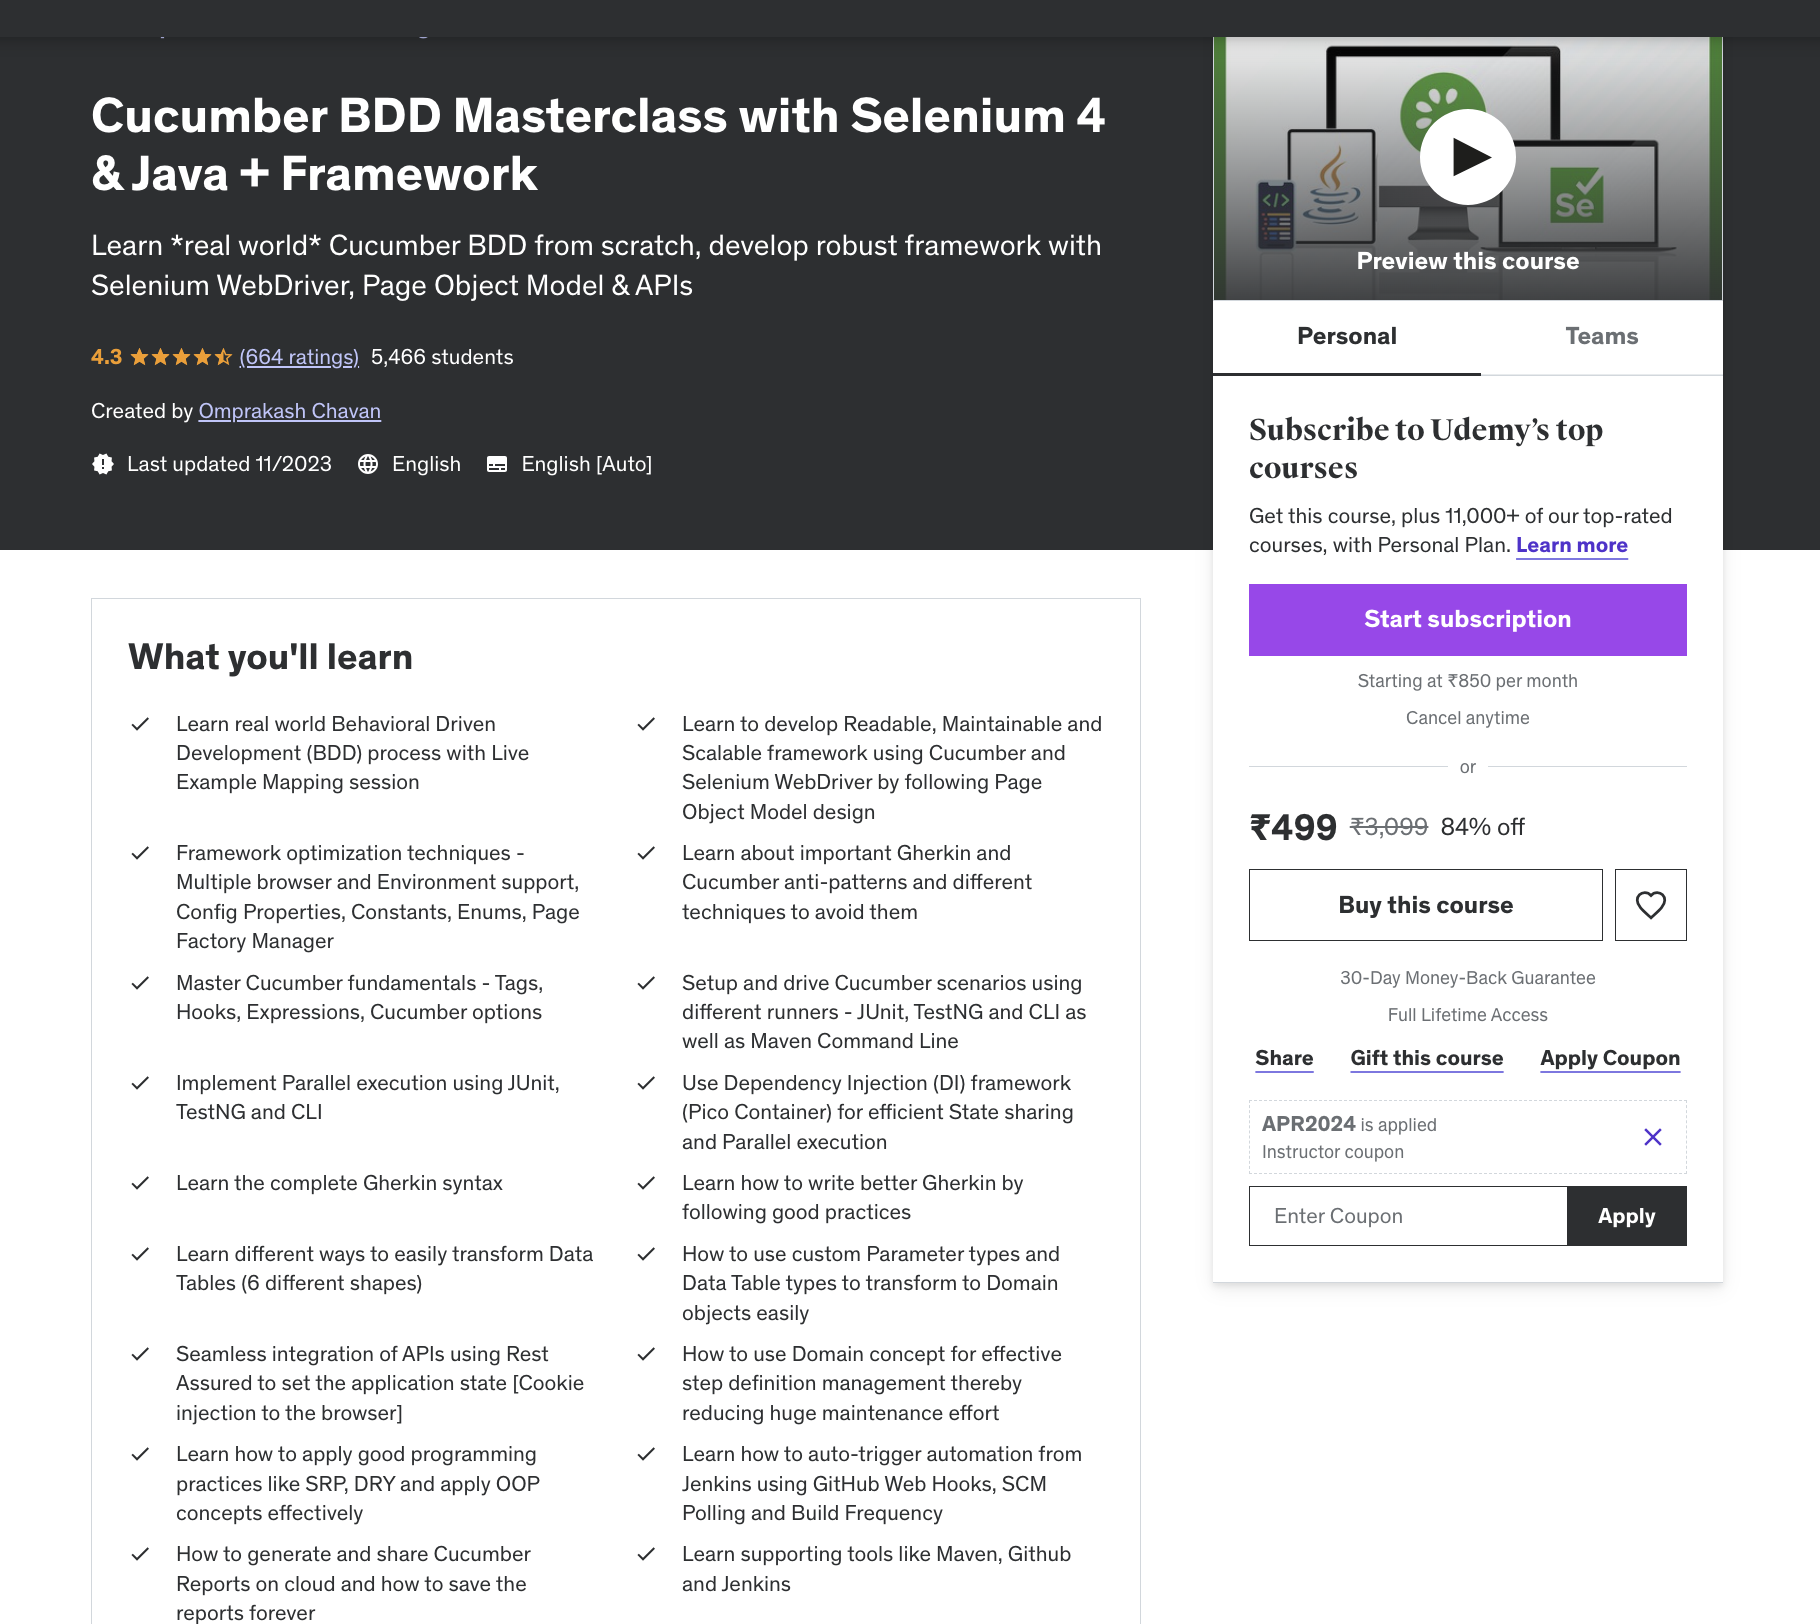 Cucumber BDD Masterclass with Selenium 4
& Java + Framework
Learn *real world* Cucumber BDD from scratch, develop robust framework with
Selenium WebDriver, Page Object Model & APIs
4.3 (664 ratings) 5,466 students
Created by Omprakash Chavan
Last updated 11/2023 English English [Auto]
What you'll learn
Learn real world Behavioral Driven
Development (BDD) process with Live
Example Mapping session
Learn to develop Readable, Maintainable and
Scalable framework using Cucumber and
Selenium WebDriver by following Page
Object Model design
Framework optimization techniques -
Multiple browser and Environment support,
Config Properties, Constants, Enums, Page
Factory Manager
Learn about important Gherkin and
Cucumber anti-patterns and different
techniques to avoid them
Master Cucumber fundamentals - Tags,
Hooks, Expressions, Cucumber options
Setup and drive Cucumber scenarios using
different runners - JUnit, TestNG and CLI as
well as Maven Command Line
Implement Parallel execution using JUnit,
TestNG and CLI
Use Dependency Injection (DI) framework
(Pico Container) for efficient State sharing
and Parallel execution
Learn the complete Gherkin syntax
Learn how to write better Gherkin by
following good practices
Learn different ways to easily transform Data
Tables (6 different shapes)
How to use custom Parameter types and
Data Table types to transform to Domain
objects easily
Seamless integration of APIs using Rest
Assured to set the application state [Cookie
injection to the browser]
How to use Domain concept for effective
step definition management thereby
reducing huge maintenance effort
Learn how to apply good programming
practices like SRP, DRY and apply OOP
concepts effectively
Learn how to auto-trigger automation from
Jenkins using GitHub Web Hooks, SCM
Polling and Build Frequency
How to generate and share Cucumber
Reports on cloud and how to save the
reports forever
Learn supporting tools like Maven, Github
and Jenkins
</>
Se
Preview this course
Personal Teams
Subscribe to Udemy’s top
courses
Get this course, plus 11,000+ of our top-rated
courses, with Personal Plan. Learn more
Start subscription
Starting at ₹850 per month
Cancel anytime
or
₹499 ₹3,099 84% off
Buy this course
30-Day Money-Back Guarantee
Full Lifetime Access
Share Gift this course Apply Coupon
APR2024 is applied
Instructor coupon
Enter Coupon Apply